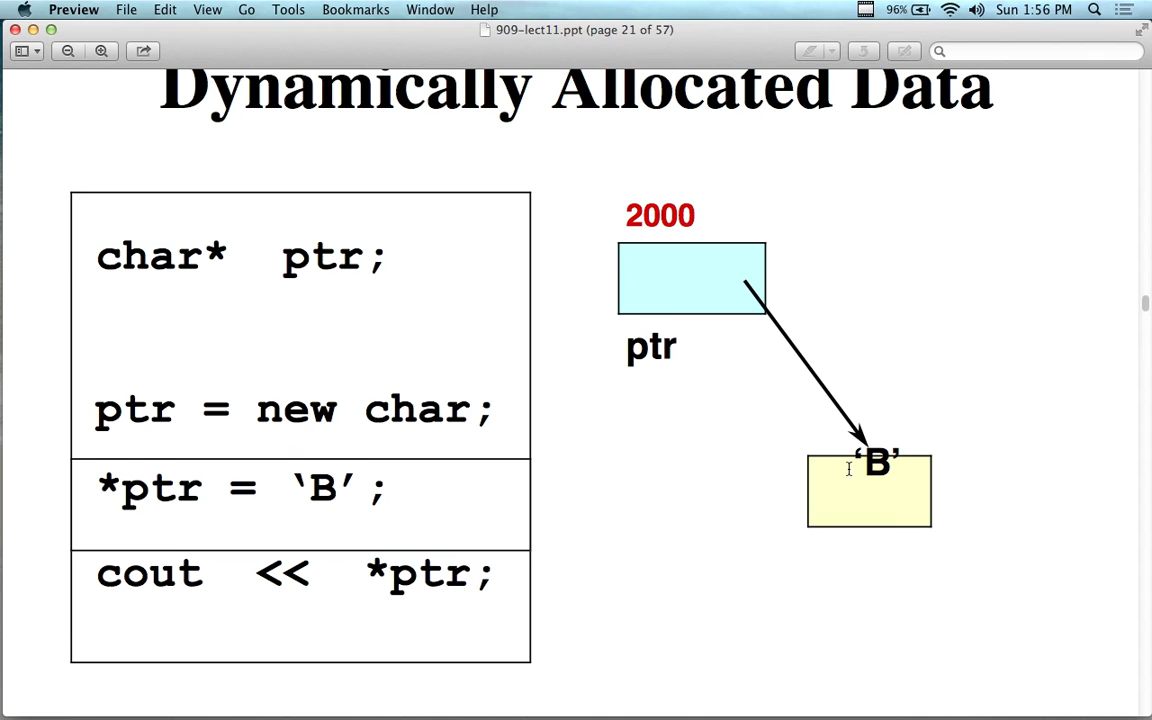 Preview File Edit View Go Tools Bookmarks Window Help 96% Sun 1:56 PM
909-lect11.ppt (page 21 of 57)
Dynamically Allocated Data
char* ptr;
ptr = new char;
*ptr = ‘B’;
cout << *ptr;
2000
ptr
‘B’